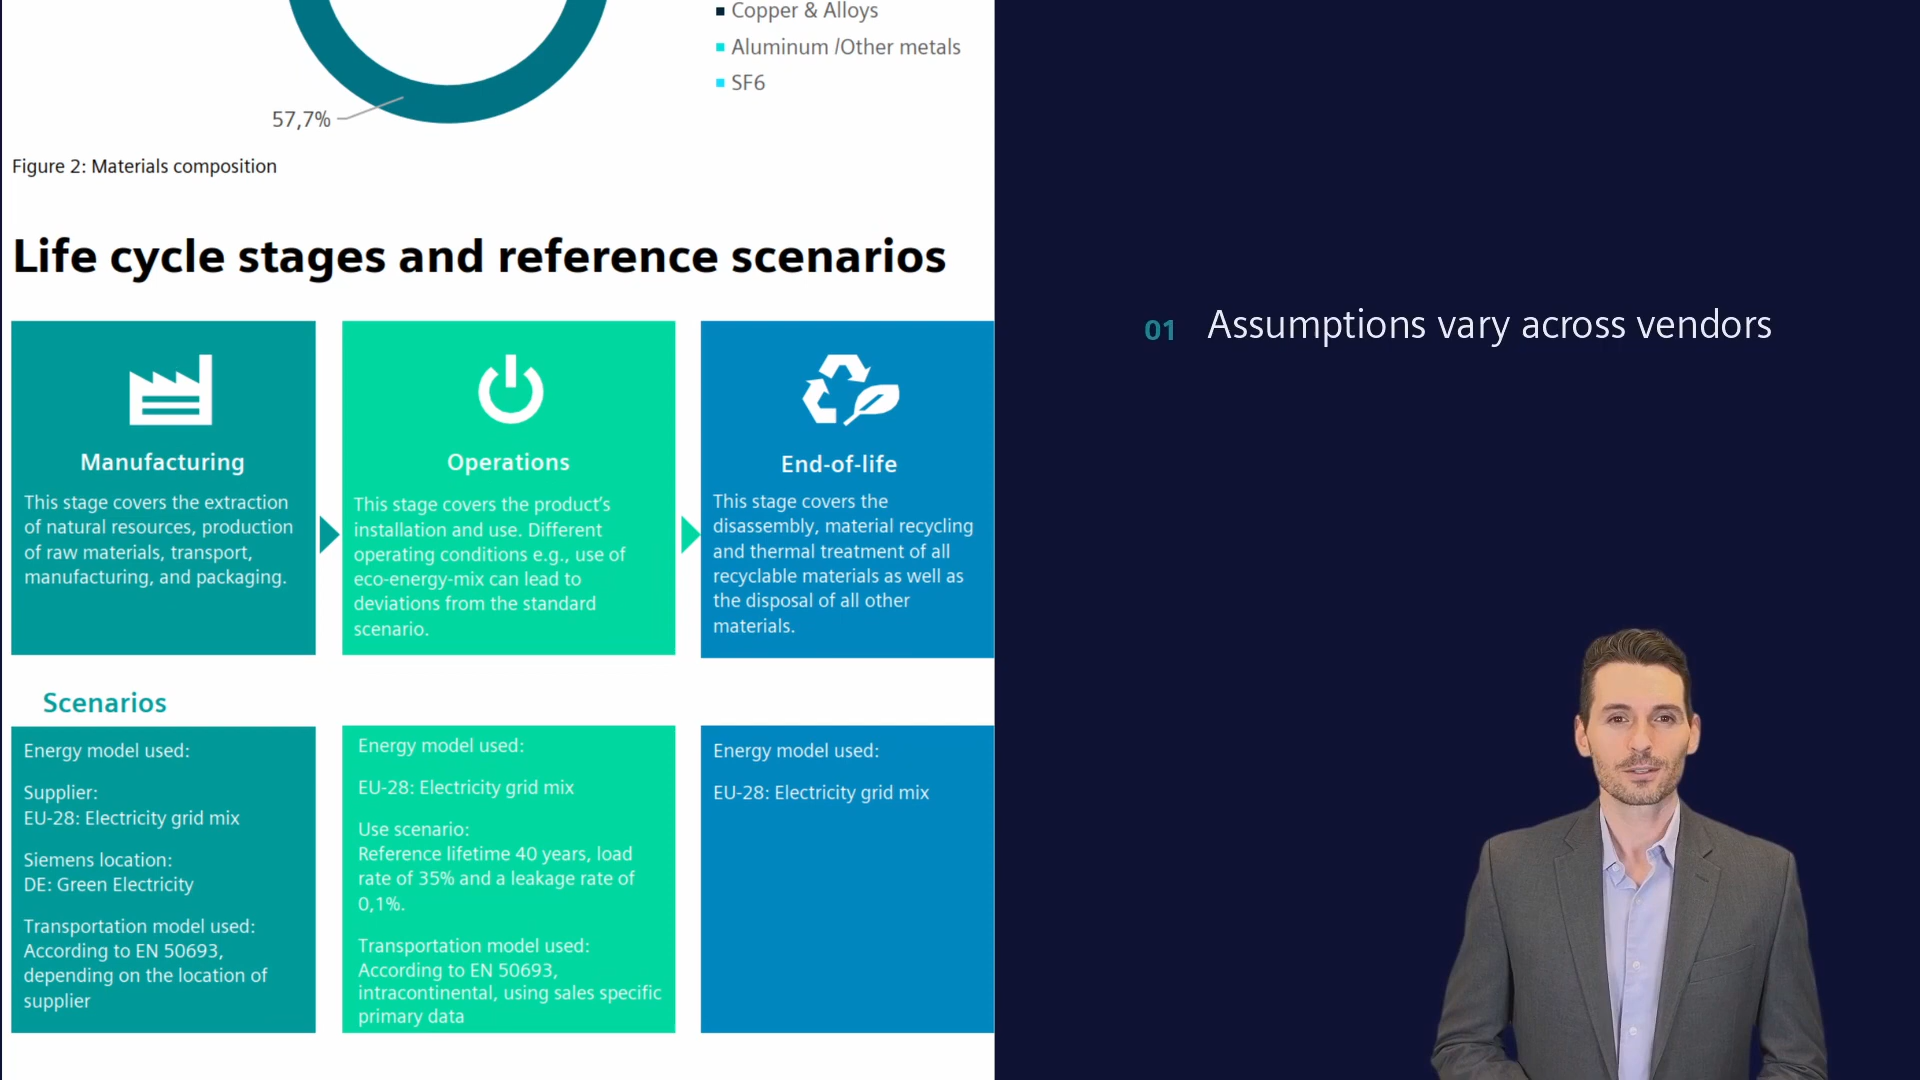 Copper & Alloys
Aluminum /Other metals
SF6
57,7%
Figure 2: Materials composition
Life cycle stages and reference scenarios
Manufacturing
This stage covers the extraction
of natural resources, production
of raw materials, transport,
manufacturing, and packaging.
Operations
This stage covers the product's
installation and use. Different
operating conditions e.g., use of
eco-energy-mix can lead to
deviations from the standard
scenario.
End-of-life
This stage covers the
disassembly, material recycling
and thermal treatment of all
recyclable materials as well as
the disposal of all other
materials.
Scenarios
Energy model used:
Supplier:
EU-28: Electricity grid mix
Siemens location:
DE: Green Electricity
Transportation model used:
According to EN 50693,
depending on the location of
supplier
Energy model used:
EU-28: Electricity grid mix
Use scenario:
Reference lifetime 40 years, load
rate of 35% and a leakage rate of
0,1%.
Transportation model used:
According to EN 50693,
intracontinental, using sales specific
primary data
Energy model used:
EU-28: Electricity grid mix
01 Assumptions vary across vendors